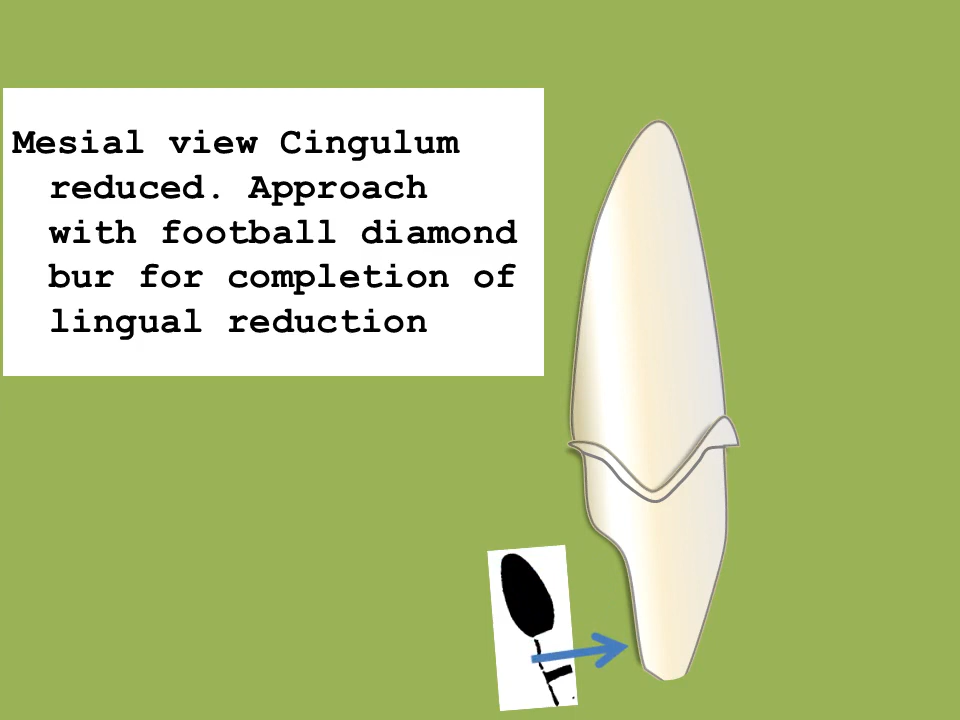 Mesial view Cingulum
reduced. Approach
with football diamond
bur for completion of
lingual reduction